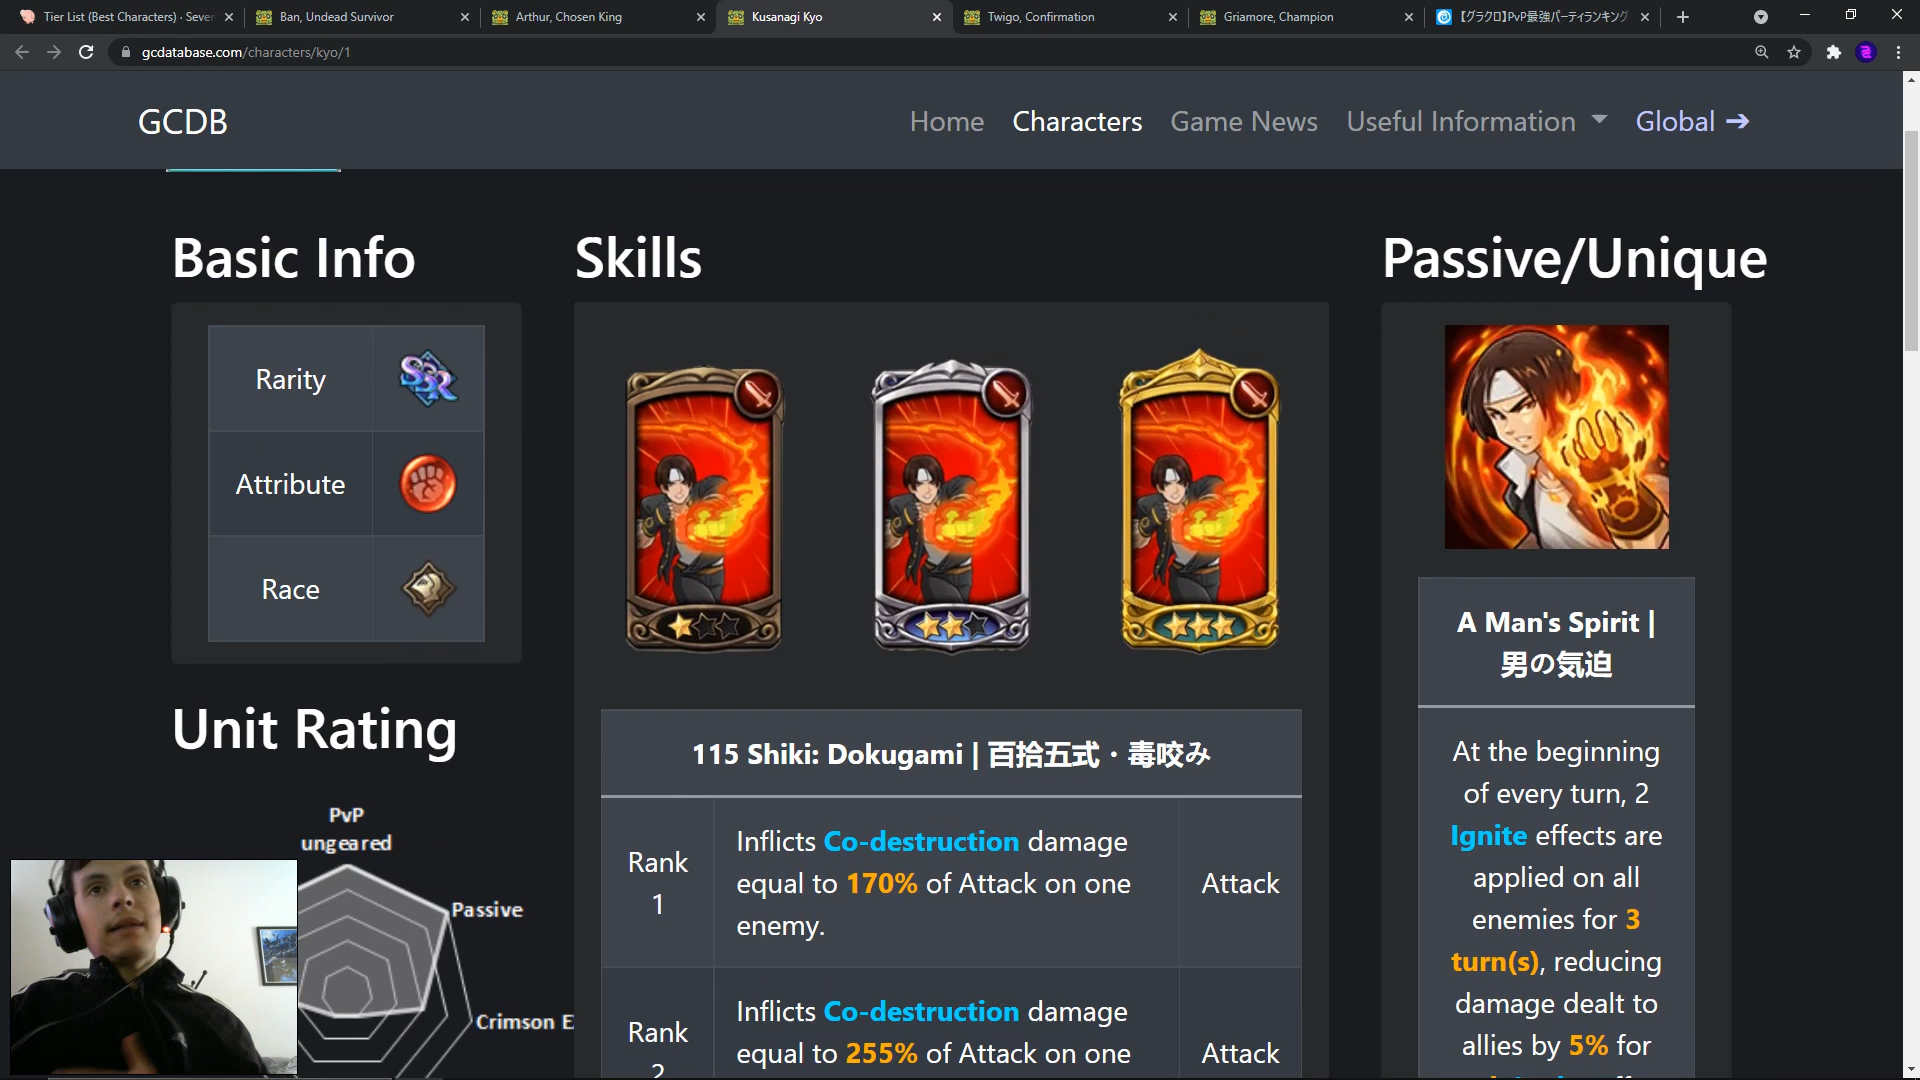 Tier List (Best Characters) · Seven
Ban, Undead Survivor
Arthur, Chosen King
Kusanagi Kyo
Twigo, Confirmation
Griamore, Champion
【グラクロ】PvP最強パーティランキング
gcdatabase.com/characters/kyo/1
GCDB
Home
Characters
Game News
Useful Information
Global ➔
Basic Info
Skills
Passive/Unique
Rarity
SSR
Attribute
Race
Unit Rating
PvP
ungeared
Passive
Crimson E
115 Shiki: Dokugami | 百拾五式・毒咬み
Rank
1
Inflicts Co-destruction damage
equal to 170% of Attack on one
enemy.
Attack
Rank
2
Inflicts Co-destruction damage
equal to 255% of Attack on one
Attack
A Man's Spirit |
男の気迫
At the beginning
of every turn, 2
Ignite effects are
applied on all
enemies for 3
turn(s), reducing
damage dealt to
allies by 5% for